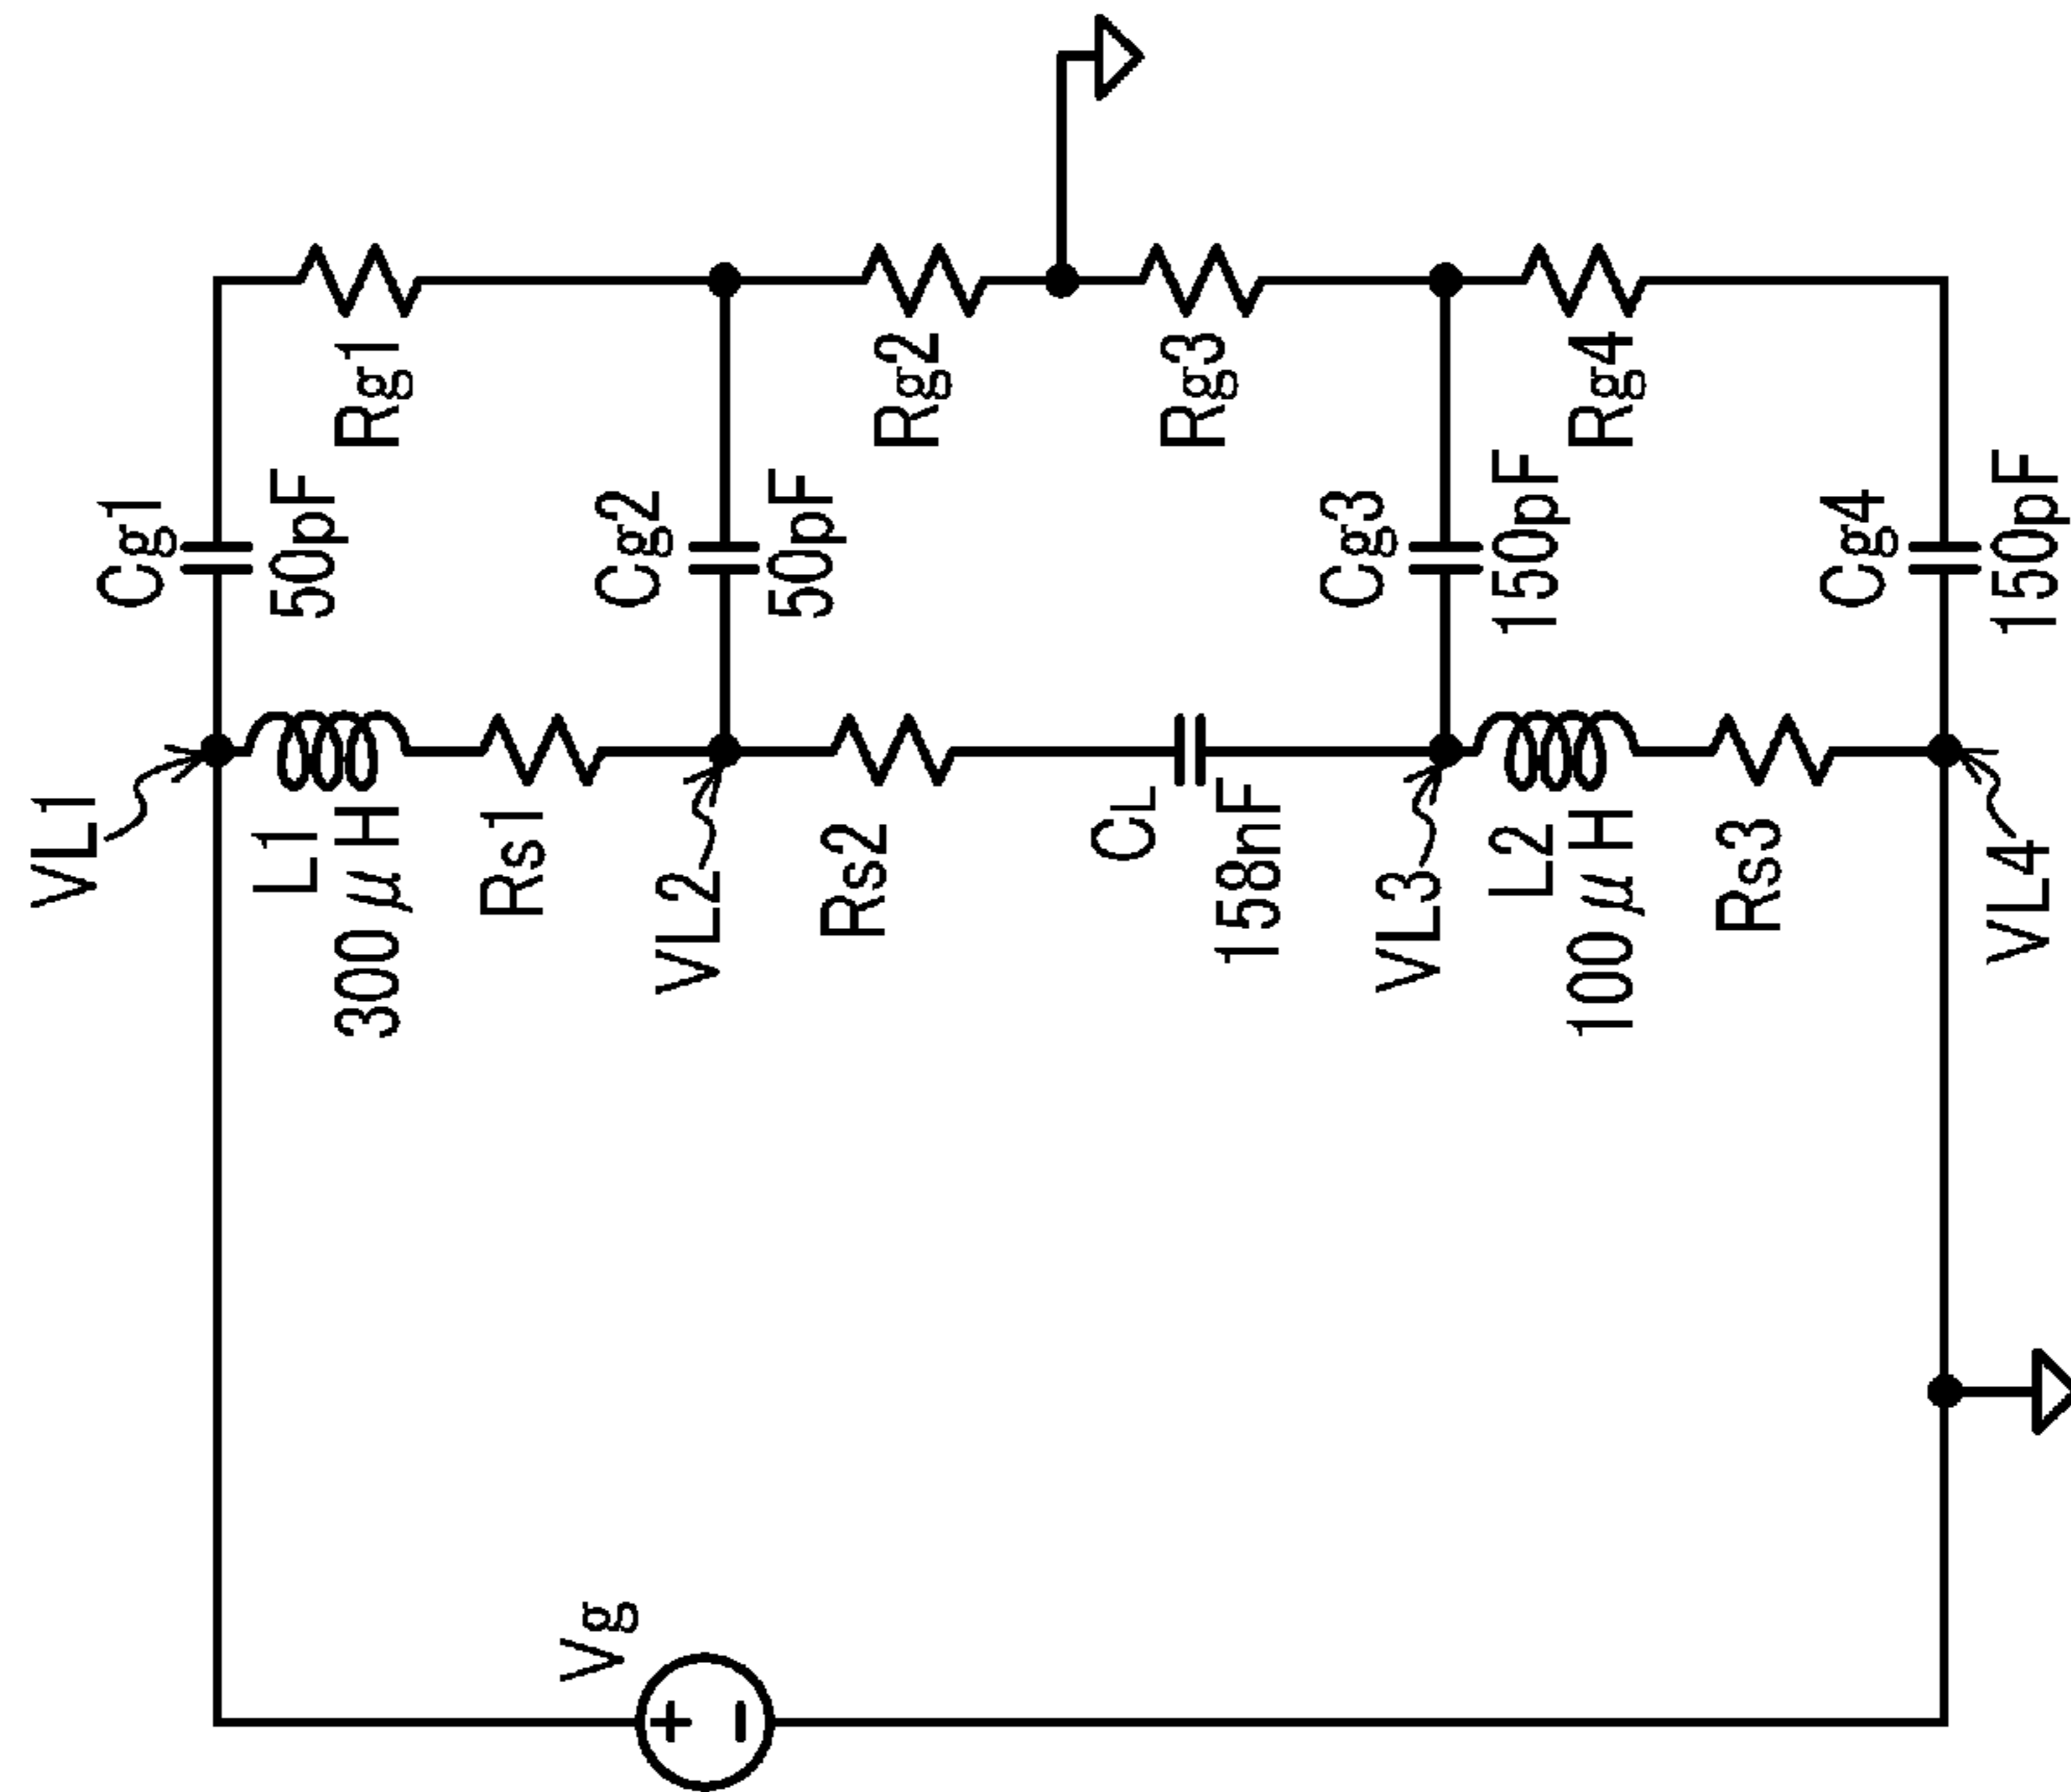 VL1
Cg1
50pF
L1
300μH
Rg1
Rs1
Vg
VL2
Cg2
50pF
Rs2
Rg2
CL
158nF
Rg3
VL3
Cg3
150pF
L2
100μH
Rg4
Rs3
VL4
Cg4
150pF
+
−